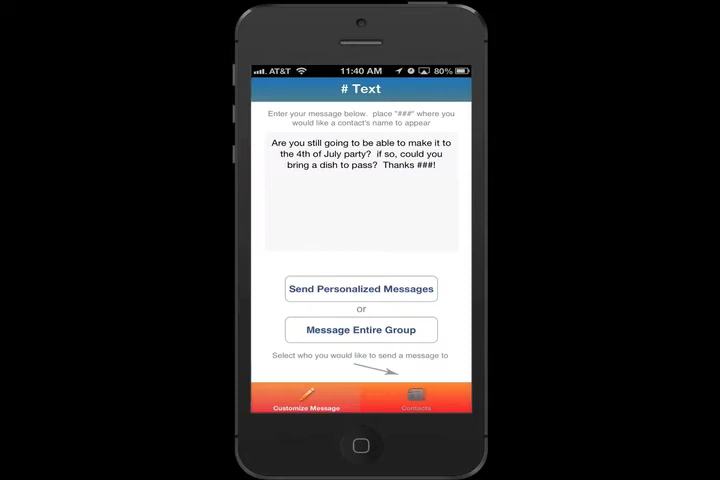 AT&T 11:40 AM 80%
# Text
Enter your message below. place "###" where you
would like a contact's name to appear
Are you still going to be able to make it to
the 4th of July party? if so, could you
bring a dish to pass? Thanks ###!
Send Personalized Messages
or
Message Entire Group
Select who you would like to send a message to
Customize Message Contacts